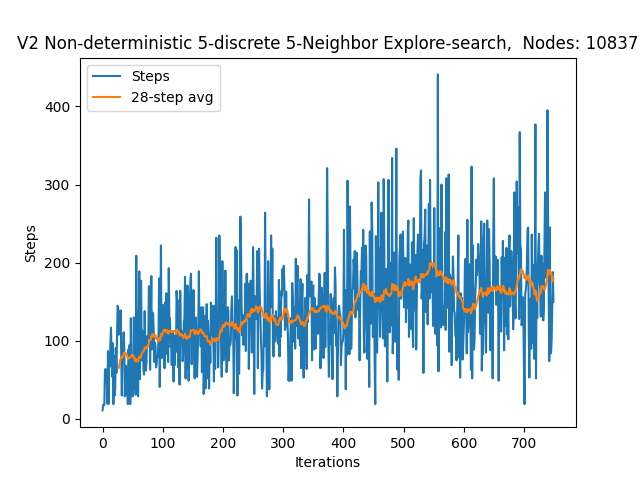 V2 Non-deterministic 5-discrete 5-Neighbor Explore-search,  Nodes: 10837
Steps
28-step avg
400
300
200
100
0
Steps
0 100 200 300 400 500 600 700
Iterations